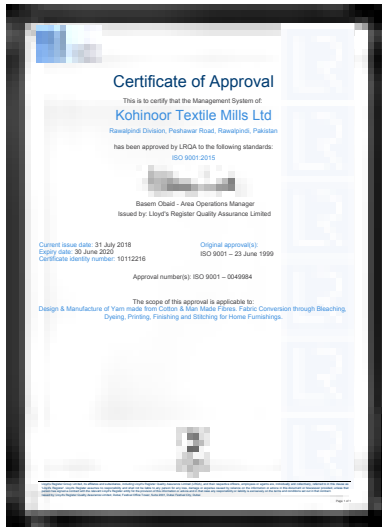 Certificate of Approval
This is to certify that the Management System of:
Kohinoor Textile Mills Ltd
Rawalpindi Division, Peshawar Road, Rawalpindi, Pakistan
has been approved by LRQA to the following standards:
ISO 9001:2015
Basem Obaid - Area Operations Manager
Issued by: Lloyd's Register Quality Assurance Limited
Current issue date: 31 July 2018
Expiry date: 30 June 2020
Certificate identity number: 10112216
Original approval(s):
ISO 9001 – 23 June 1999
Approval number(s): ISO 9001 – 0049984
The scope of this approval is applicable to:
Design & Manufacture of Yarn made from Cotton & Man Made Fibres. Fabric Conversion through Bleaching,
Dyeing, Printing, Finishing and Stitching for Home Furnishings.
Page 1 of 1